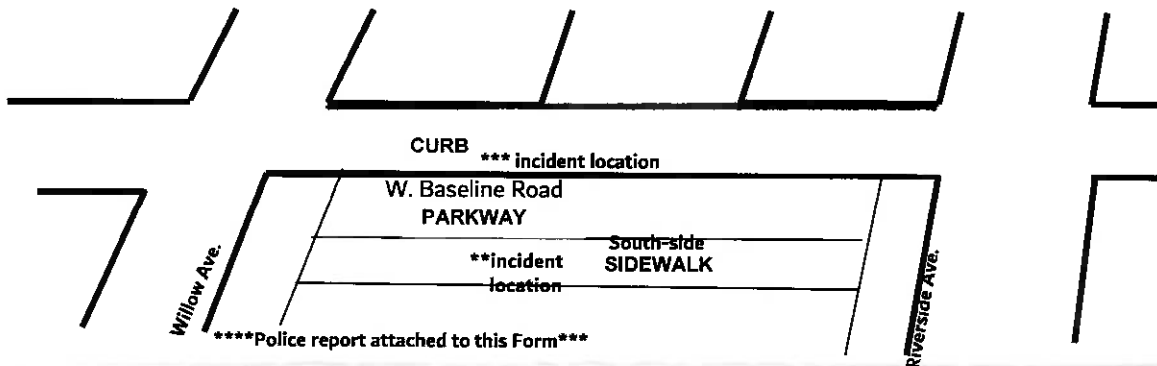 CURB
*** incident location
W. Baseline Road
PARKWAY
South-side
**incident SIDEWALK
location
Willow Ave.
Riverside Ave.
****Police report attached to this Form***